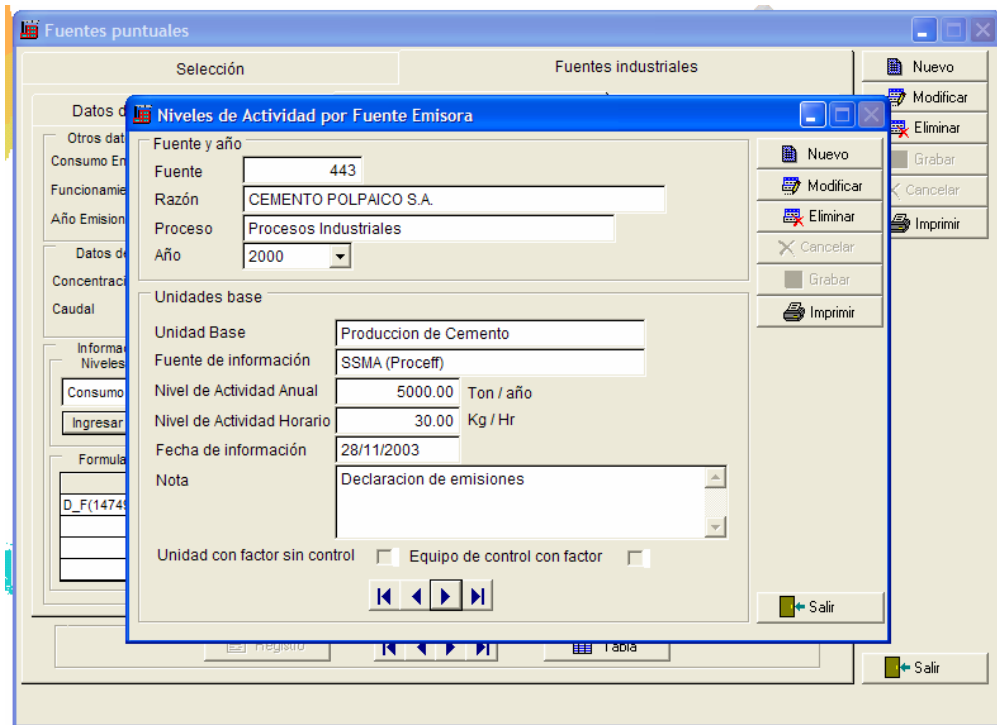 Fuentes puntuales
Selección Fuentes industriales
Nuevo
Modificar
Eliminar
Grabar
Cancelar
Imprimir
Datos d
Otros dat
Consumo En
Funcionamie
Año Emision
Datos de
Concentraci
Caudal
Informa
Niveles
Consumo
Ingresar
Formula
D_F(1474
Niveles de Actividad por Fuente Emisora
Fuente y año
Fuente 443
Razón CEMENTO POLPAICO S.A.
Proceso Procesos Industriales
Año 2000
Nuevo
Modificar
Eliminar
Cancelar
Grabar
Imprimir
Unidades base
Unidad Base Produccion de Cemento
Fuente de información SSMA (Proceff)
Nivel de Actividad Anual 5000.00 Ton / año
Nivel de Actividad Horario 30.00 Kg / Hr
Fecha de información 28/11/2003
Nota Declaracion de emisiones
Unidad con factor sin control Equipo de control con factor
Salir
Registro Tabla
Salir